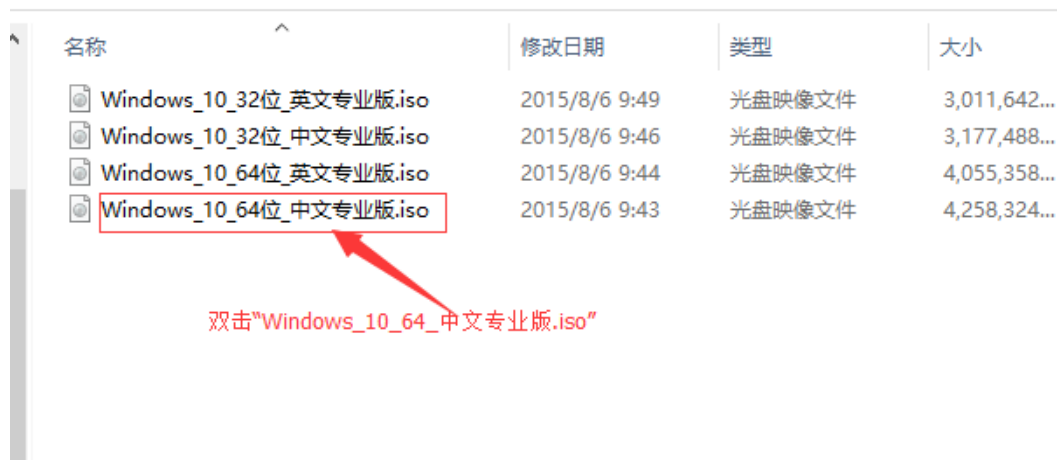 名称 修改日期 类型 大小
Windows_10_32位_英文专业版.iso 2015/8/6 9:49 光盘映像文件 3,011,642...
Windows_10_32位_中文专业版.iso 2015/8/6 9:46 光盘映像文件 3,177,488...
Windows_10_64位_英文专业版.iso 2015/8/6 9:44 光盘映像文件 4,055,358...
Windows_10_64位_中文专业版.iso 2015/8/6 9:43 光盘映像文件 4,258,324...
双击“Windows_10_64_中文专业版.iso”